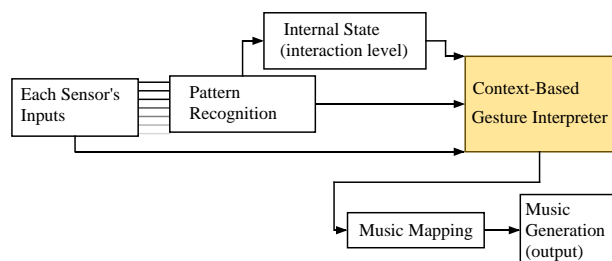 Internal State
(interaction level)
Each Sensor's
Inputs
Pattern
Recognition
Context-Based
Gesture Interpreter
Music Mapping
Music
Generation
(output)